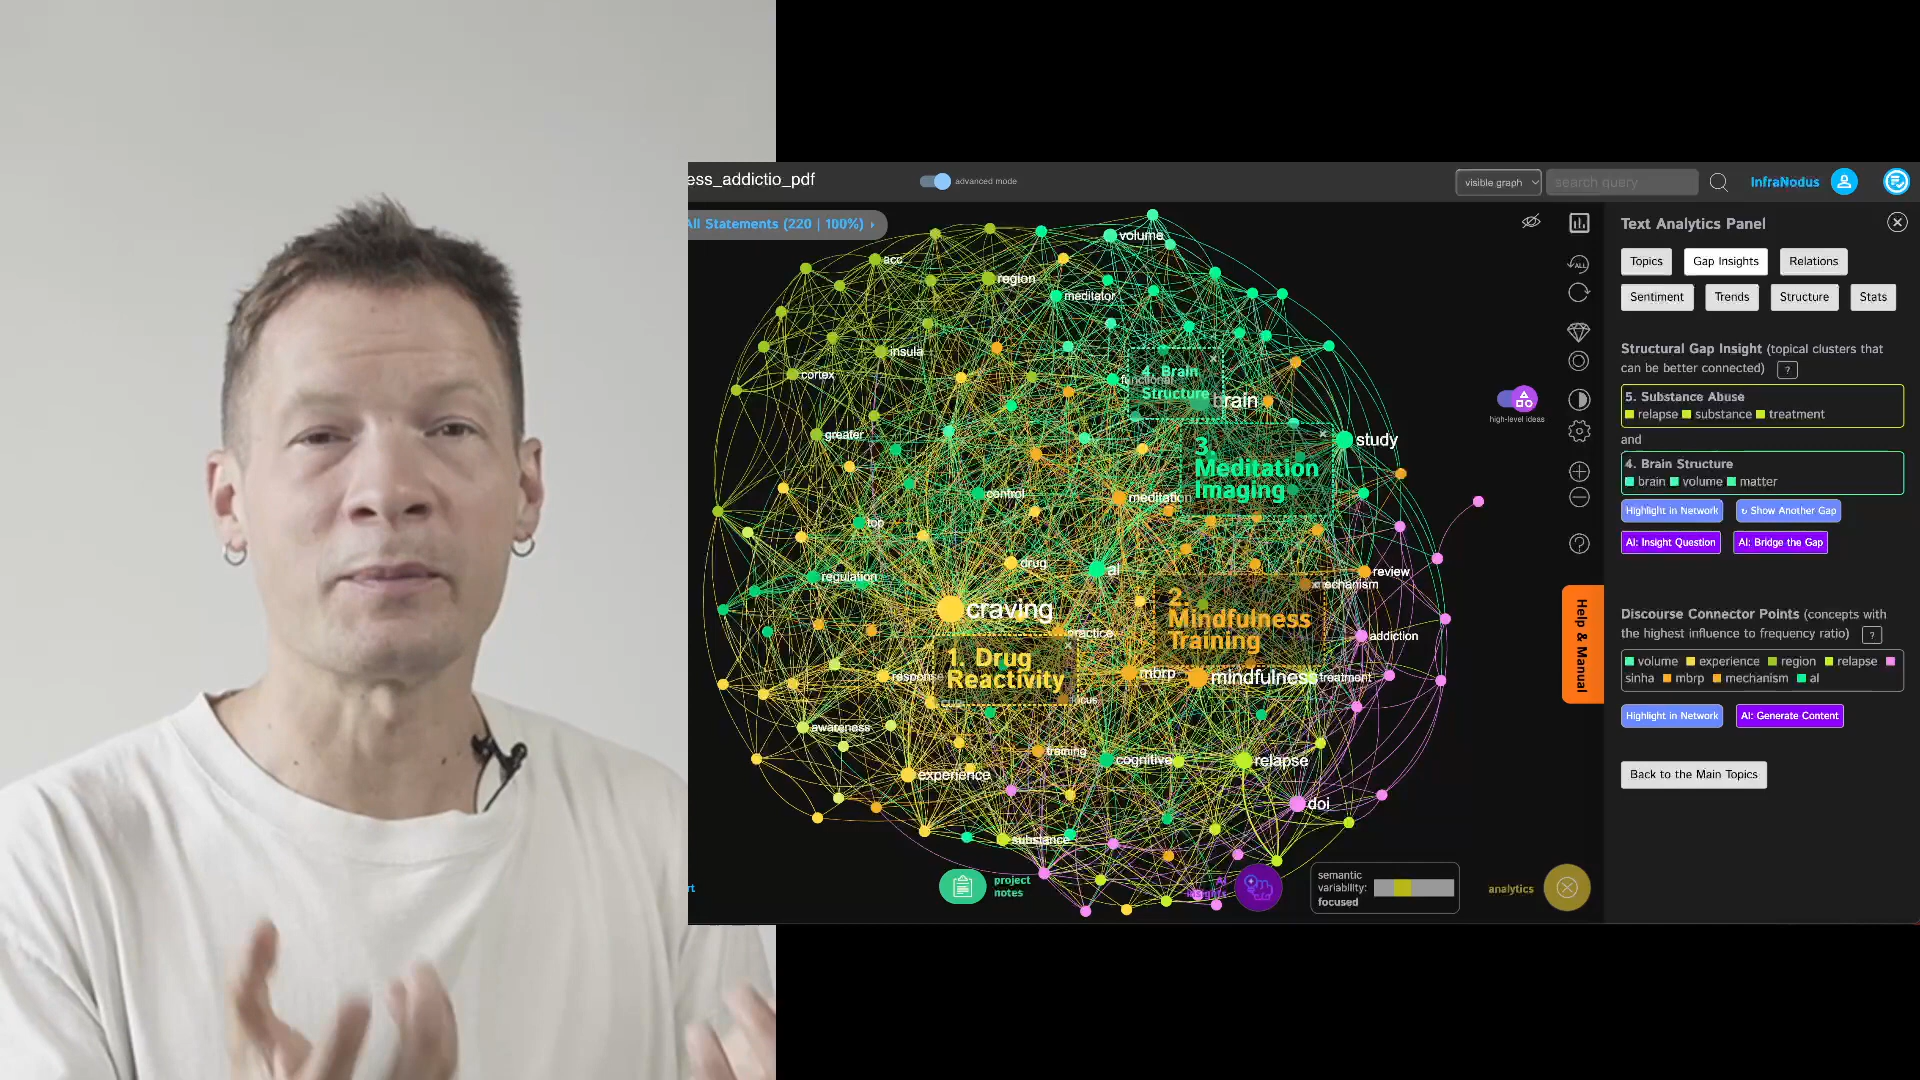 ess_addictio_pdf
advanced mode
visible graph
search query
InfraNodus
All Statements (220 | 100%)
volume
acc
region
meditator
insula
cortex
4. Brain
functional
Structure
brain
greater
study
3.
Meditation
Imaging
control
meditation
top
drug
al
regulation
review
mechanism
craving
2.
Mindfulness
Training
practice
addiction
1. Drug
Reactivity
response
mbrp
mindfulness
treatment
awareness
training
cognitive
relapse
experience
doi
substance
project
notes
AI
insights
semantic
variability:
focused
analytics
high-level ideas
Help & Manual
Text Analytics Panel
Topics
Gap Insights
Relations
Sentiment
Trends
Structure
Stats
Structural Gap Insight (topical clusters that
can be better connected) ?
5. Substance Abuse
relapse substance treatment
and
4. Brain Structure
brain volume matter
Highlight in Network
↻ Show Another Gap
AI: Insight Question
AI: Bridge the Gap
Discourse Connector Points (concepts with
the highest influence to frequency ratio) ?
volume experience region relapse
sinha mbrp mechanism al
Highlight in Network
AI: Generate Content
Back to the Main Topics